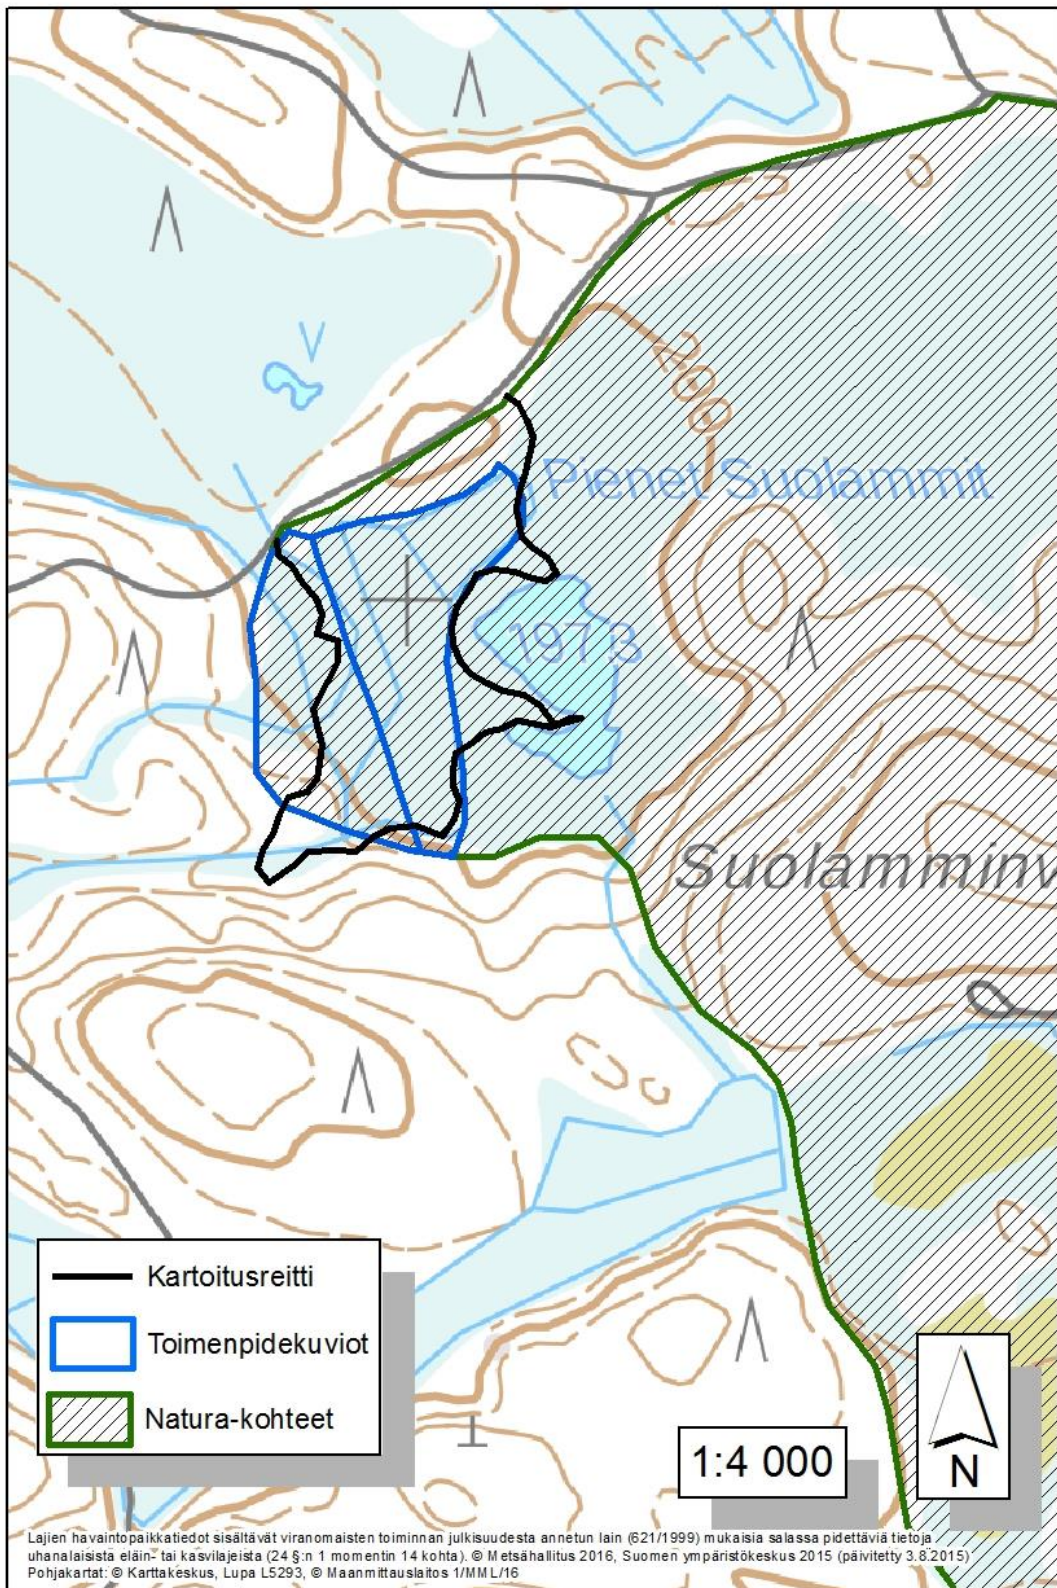 200
Pienet Suolammit
197.3
Suolamminv
Kartoitusreitti
Toimenpidekuviot
Natura-kohteet
1:4 000
N
Lajien havaintopaikkatiedot sisältävät viranomaisten toiminnan julkisuudesta annetun lain (621/1999) mukaisia salassa pidettäviä tietoja
uhanalaisista eläin- tai kasvilajeista (24 §:n 1 momentin 14 kohta). © Metsähallitus 2016, Suomen ympäristökeskus 2015 (päivitetty 3.8.2015)
Pohjakartat: © Karttakeskus, Lupa L5293, © Maanmittauslaitos 1/MML/16